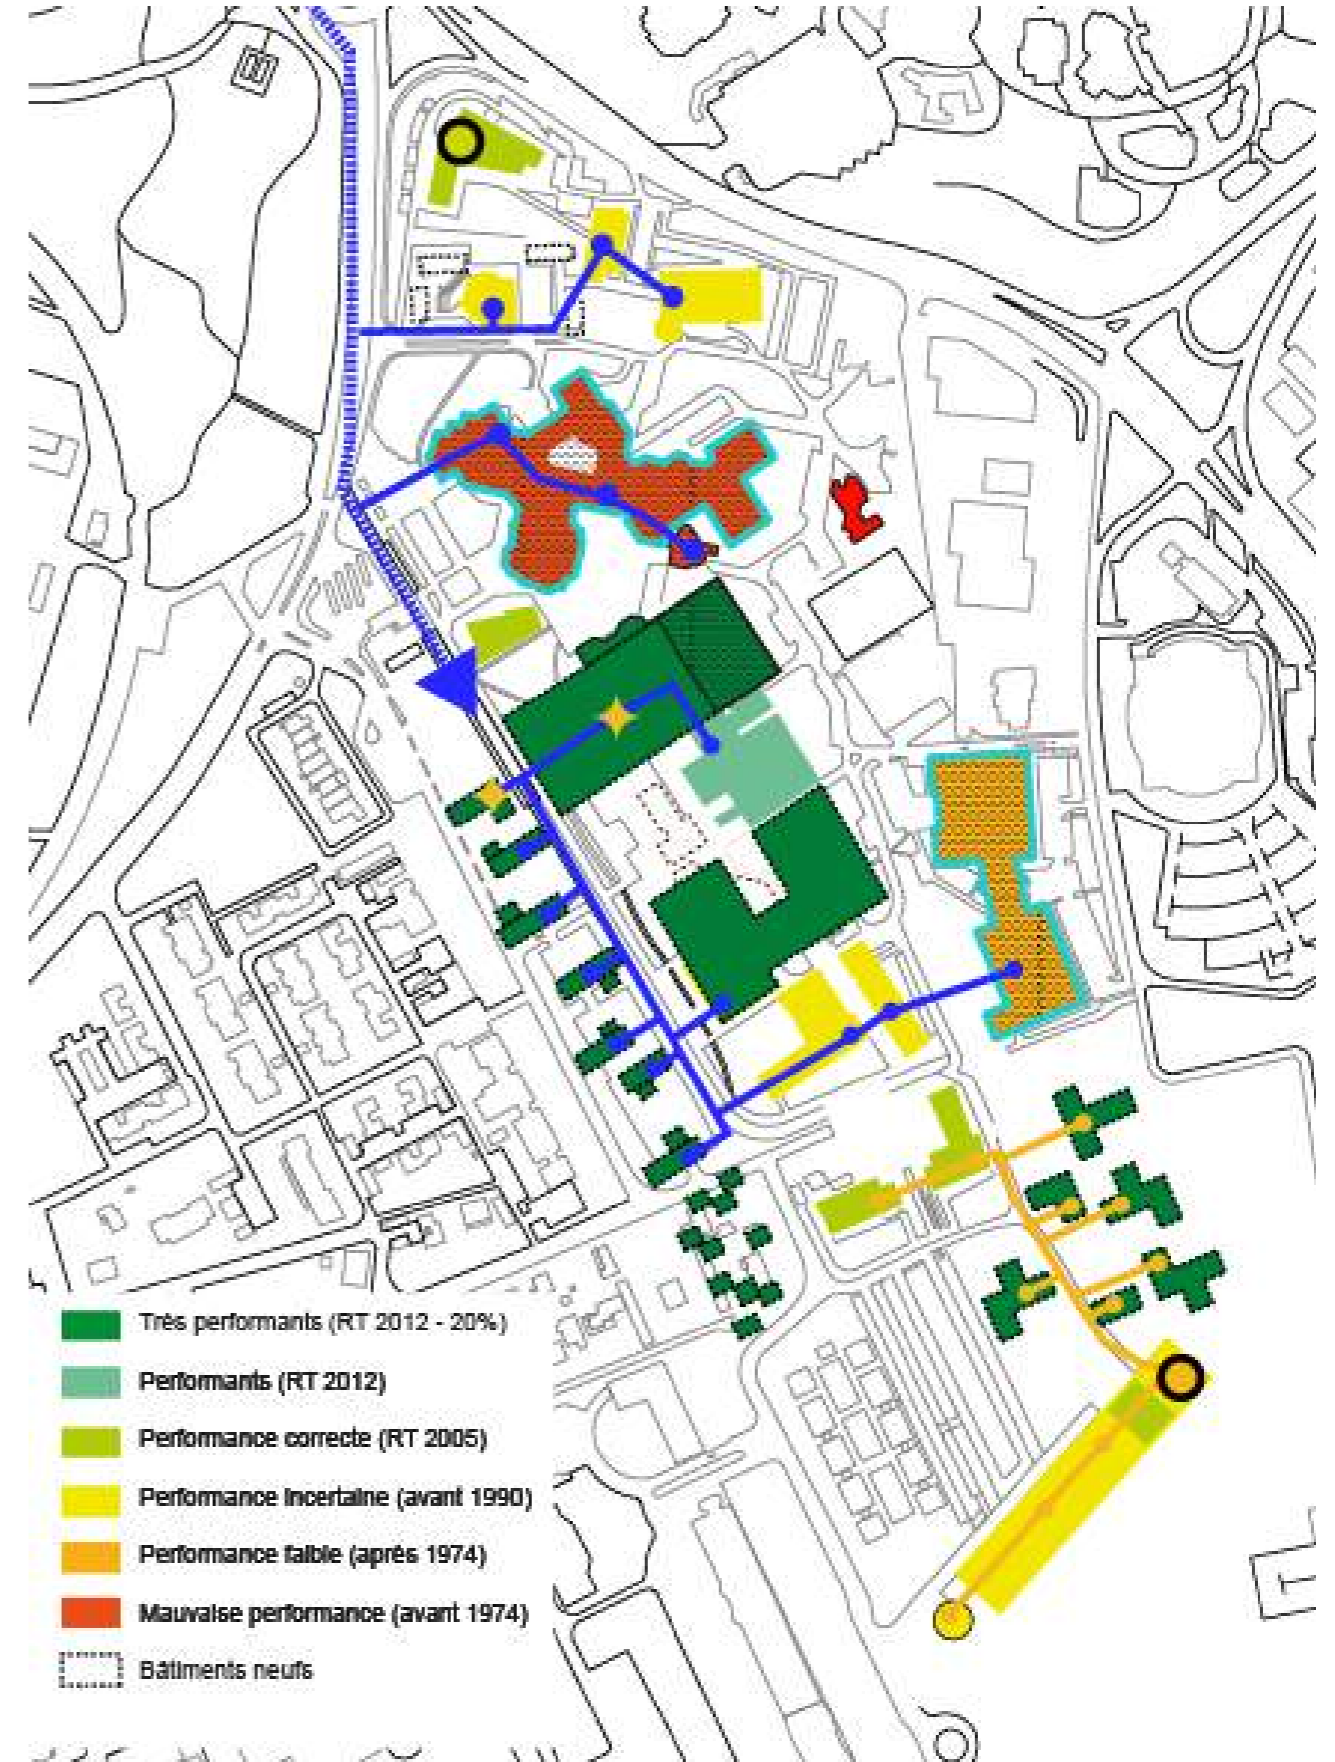 Très performants (RT 2012 - 20%)
Performants (RT 2012)
Performance correcte (RT 2005)
Performance incertaine (avant 1990)
Performance faible (après 1974)
Mauvaise performance (avant 1974)
Bâtiments neufs